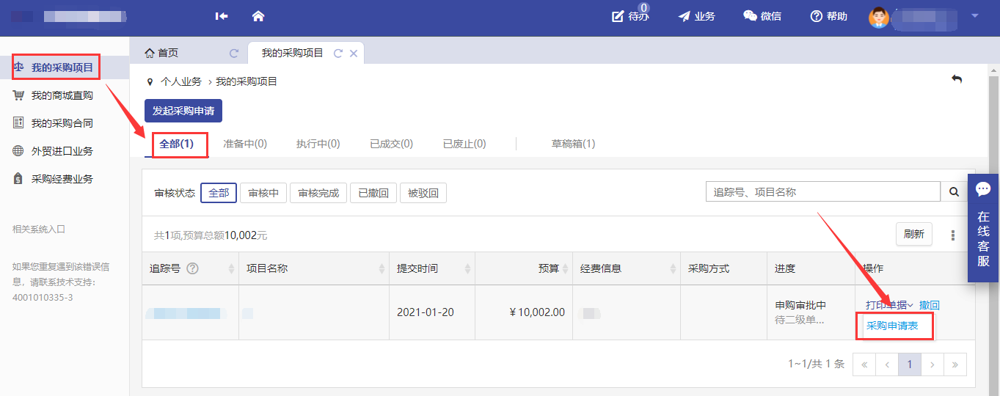 0
待办 业务 微信 帮助
首页 我的采购项目
我的采购项目
我的商城直购
我的采购合同
外贸进口业务
采购经费业务
相关系统入口
如果您重复遇到该错误信
息，请联系技术支持：
4001010335-3
个人业务 > 我的采购项目
发起采购申请
全部(1) 准备中(0) 执行中(0) 已成交(0) 已废止(0) 草稿箱(1)
审核状态 全部 审核中 审核完成 已撤回 被驳回 追踪号、项目名称
共1项,预算总额10,002元 刷新
追踪号 ? 项目名称 提交时间 预算 经费信息 采购方式 进度 操作
2021-01-20 ￥10,002.00 申购审批中 打印单据 撤回
待二级单...
采购申请表
1~1/共 1 条 « ‹ 1 › »
在
线
客
服